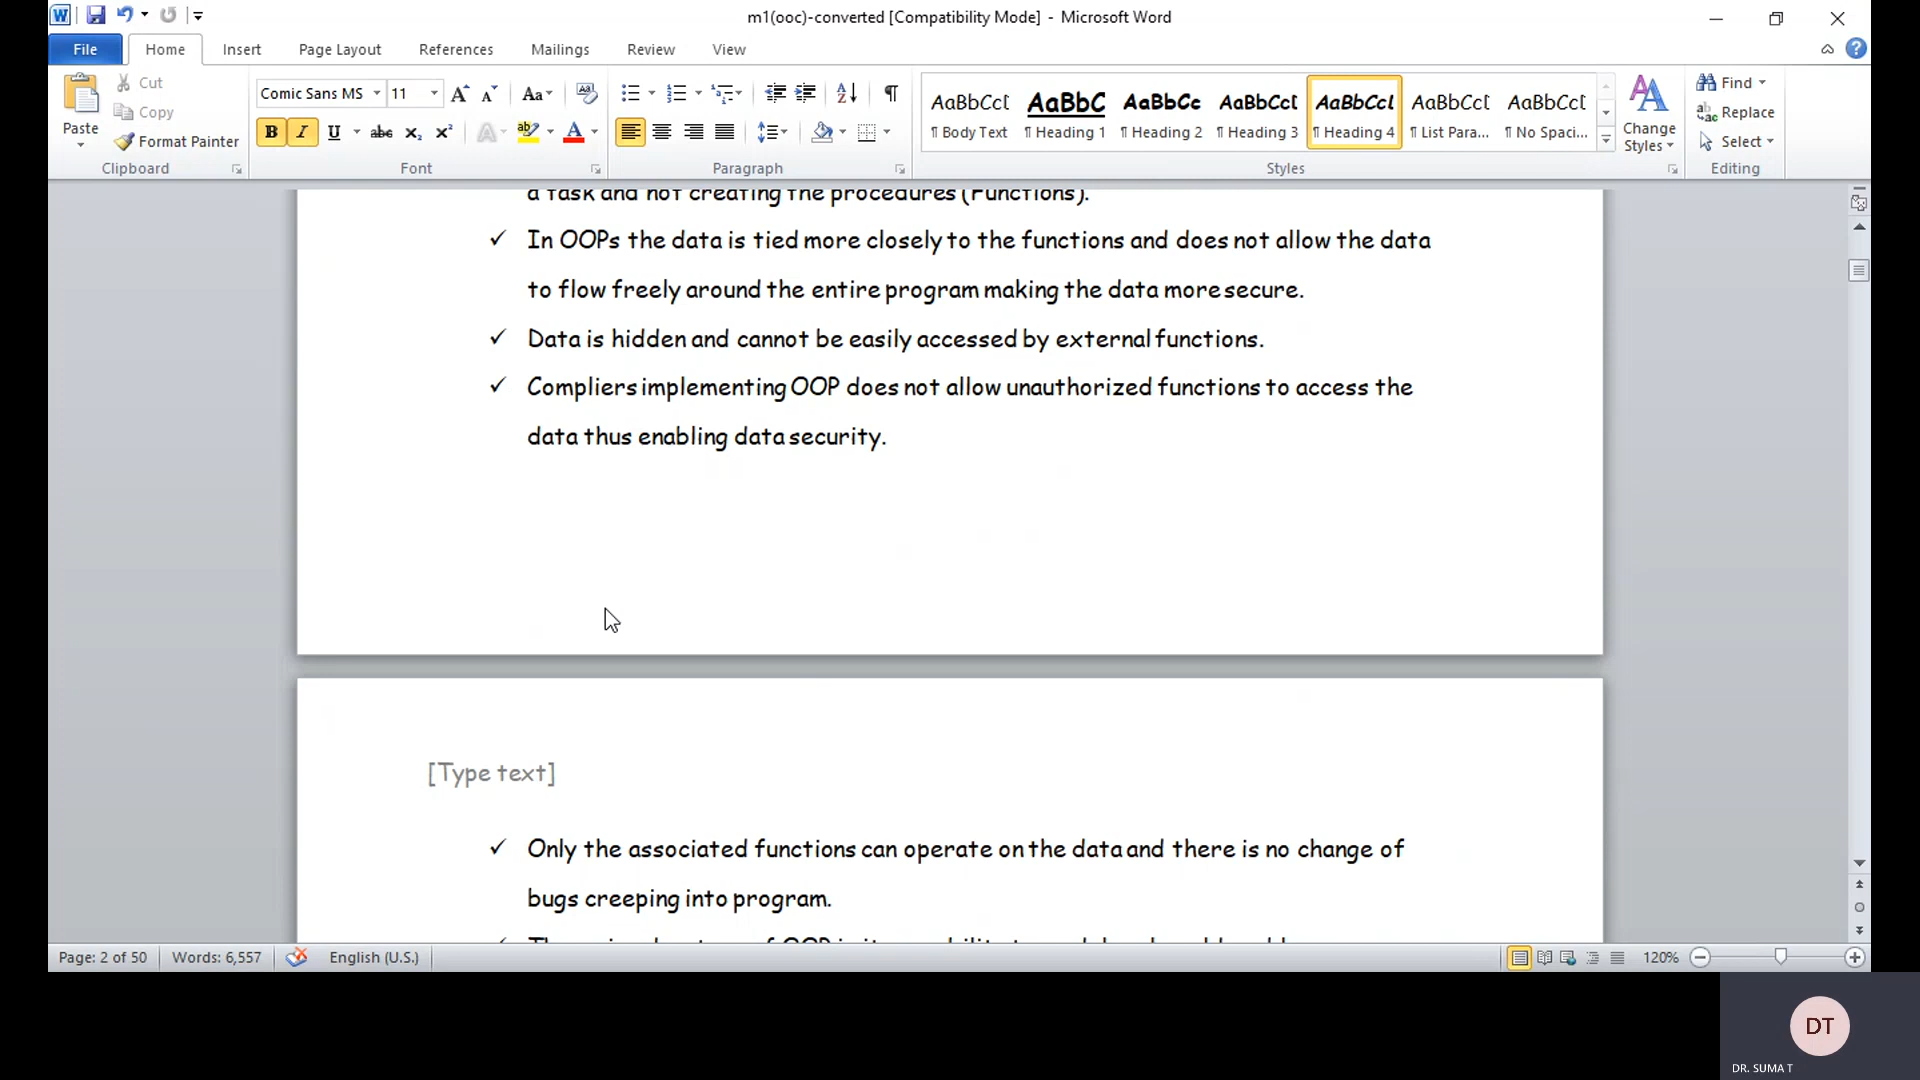 m1(ooc)-converted [Compatibility Mode] - Microsoft Word
File Home Insert Page Layout References Mailings Review View
Paste
Cut
Copy
Format Painter
Clipboard
Comic Sans MS 11
Font
Paragraph
AaBbCcI AaBbC AaBbCc AaBbCcI AaBbCcI AaBbCcI AaBbCcI
¶ Body Text ¶ Heading 1 ¶ Heading 2 ¶ Heading 3 ¶ Heading 4 ¶ List Para... ¶ No Spaci...
Change Styles
Styles
Find
Replace
Select
Editing
a task and not creating the procedures (Functions).
✓ In OOPs the data is tied more closely to the functions and does not allow the data
to flow freely around the entire program making the data more secure.
✓ Data is hidden and cannot be easily accessed by external functions.
✓ Compliers implementing OOP does not allow unauthorized functions to access the
data thus enabling data security.
[Type text]
✓ Only the associated functions can operate on the data and there is no change of
bugs creeping into program.
Page: 2 of 50 Words: 6,557 English (U.S.) 120%
DT
DR. SUMA T